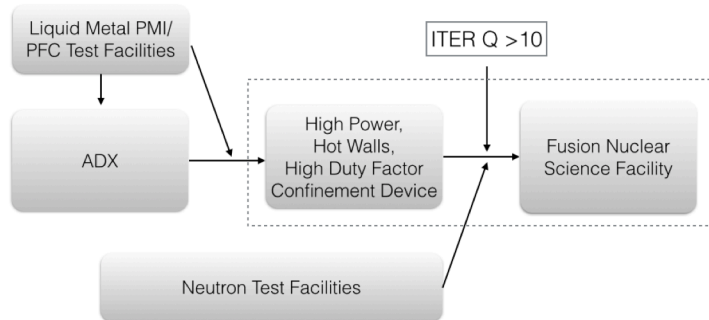 Liquid Metal PMI/
PFC Test Facilities
ITER Q >10
ADX
High Power,
Hot Walls,
High Duty Factor
Confinement Device
Fusion Nuclear
Science Facility
Neutron Test Facilities